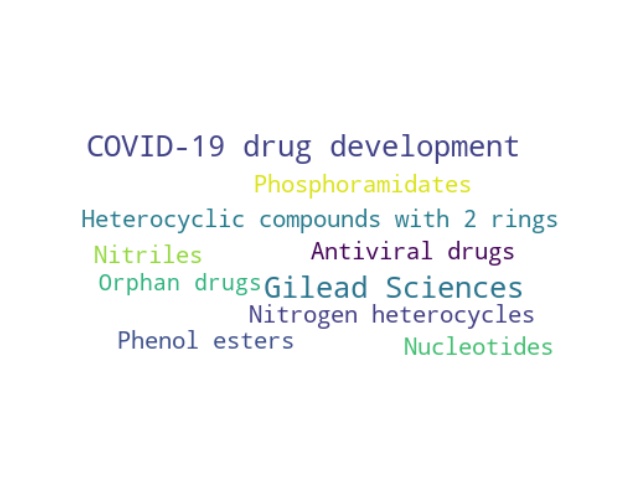 COVID-19 drug development
Phosphoramidates
Heterocyclic compounds with 2 rings
Antiviral drugs
Nitriles
Orphan drugs
Gilead Sciences
Nitrogen heterocycles
Phenol esters
Nucleotides